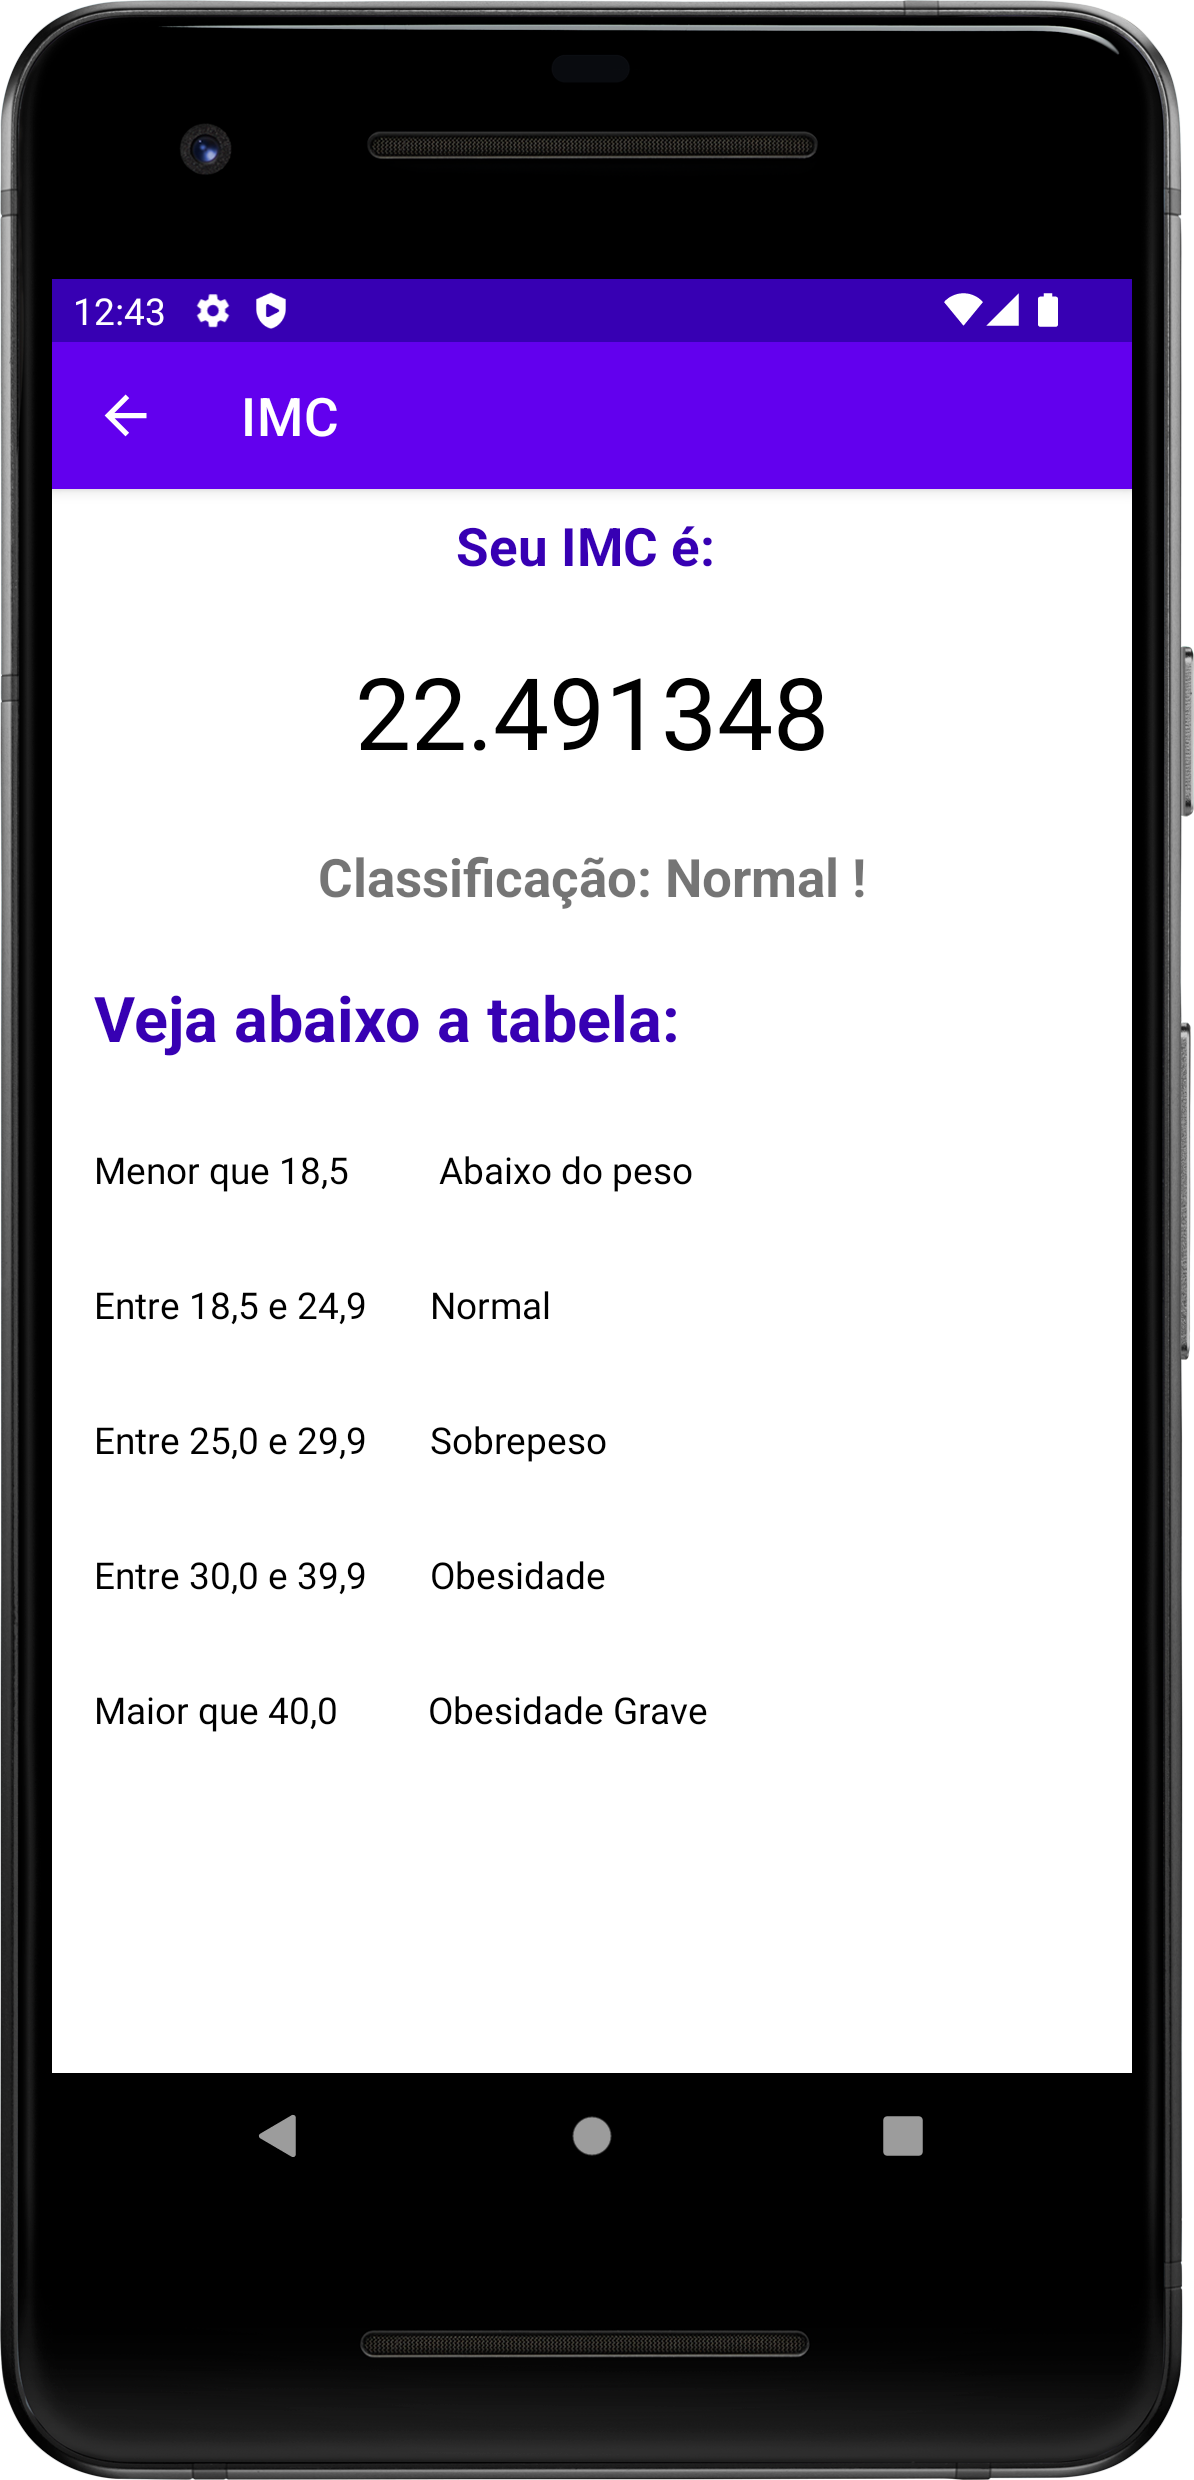 12:43
IMC
Seu IMC é:
22.491348
Classificação: Normal !
Veja abaixo a tabela:
Menor que 18,5 Abaixo do peso
Entre 18,5 e 24,9 Normal
Entre 25,0 e 29,9 Sobrepeso
Entre 30,0 e 39,9 Obesidade
Maior que 40,0 Obesidade Grave